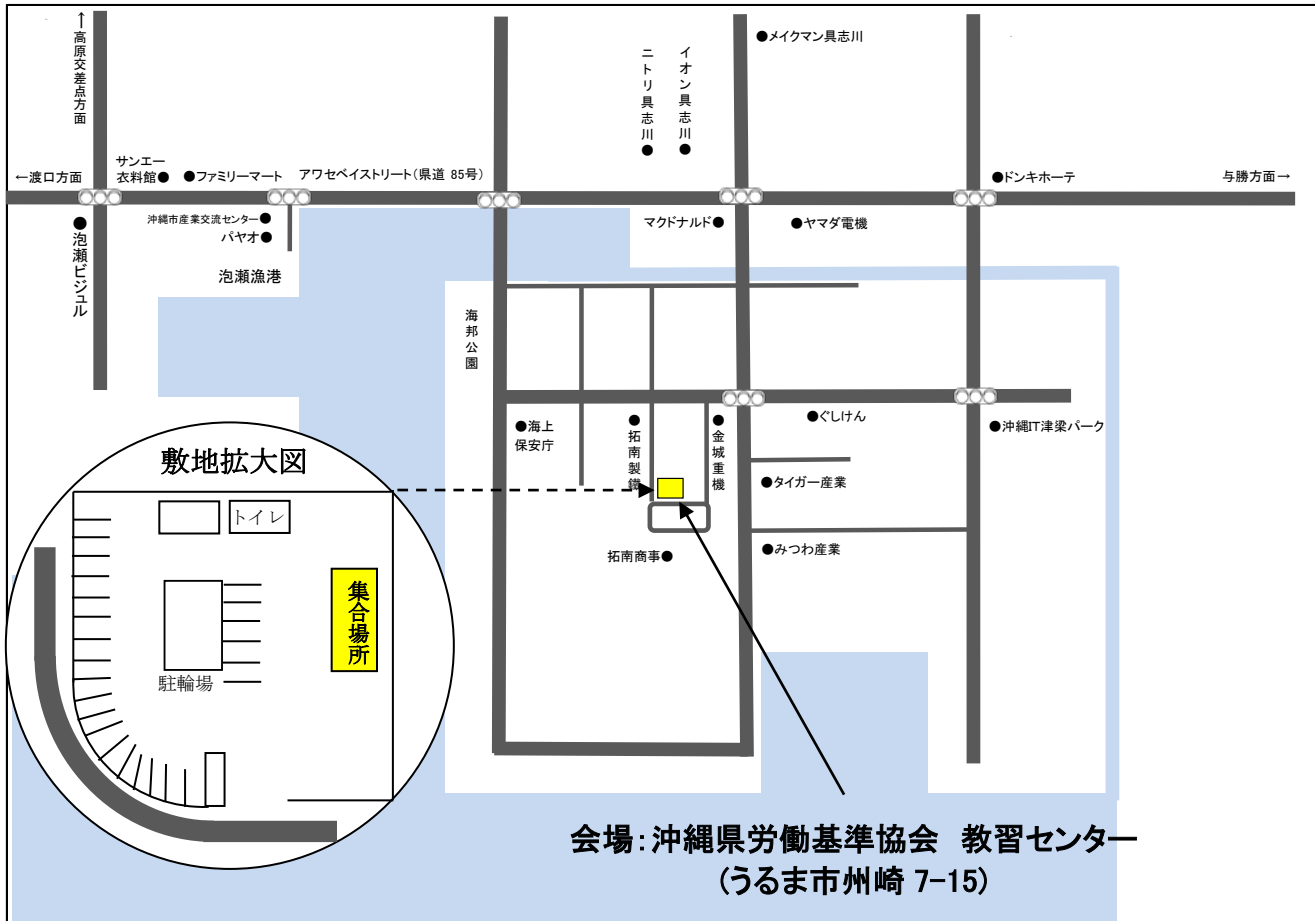 ↑高原交差点方面
●メイクマン具志川
ニトリ具志川●
イオン具志川●
←渡口方面
サンエー
衣料館●
●ファミリーマート
アワセベイストリート(県道 85号)
●ドンキホーテ
与勝方面→
●泡瀬ビジュル
沖縄市産業交流センター●
パヤオ●
泡瀬漁港
マクドナルド●
●ヤマダ電機
海邦公園
●海上
保安庁
●拓南製鐵
●金城重機
●ぐしけん
●沖縄IT津梁パーク
●タイガー産業
●みつわ産業
拓南商事●
敷地拡大図
トイレ
集合場所
駐輪場
会場：沖縄県労働基準協会　教習センター
(うるま市州崎 7-15)